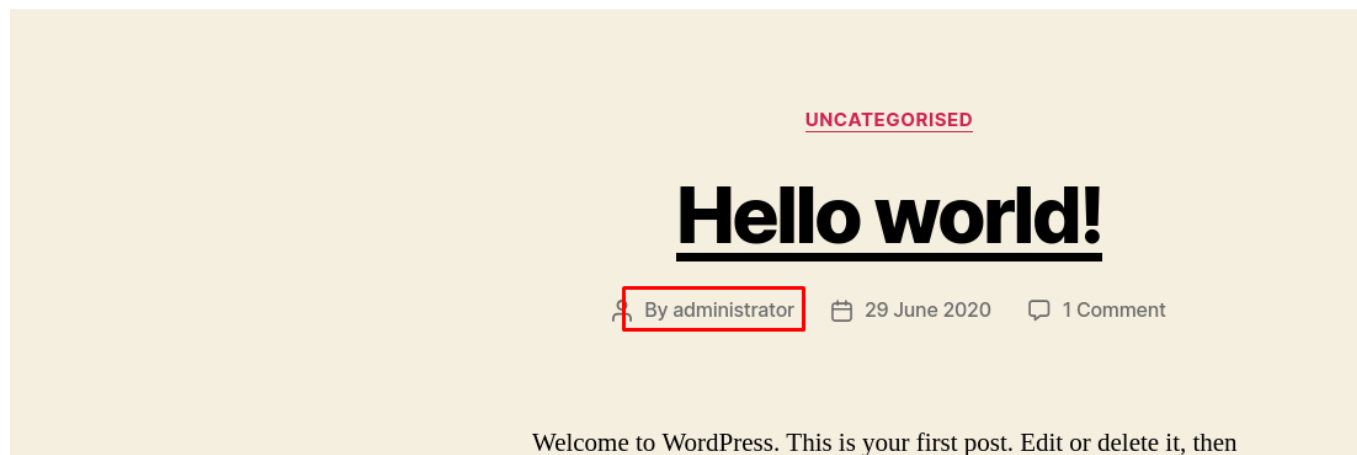 UNCATEGORISED
Hello world!
By administrator 29 June 2020 1 Comment
Welcome to WordPress. This is your first post. Edit or delete it, then